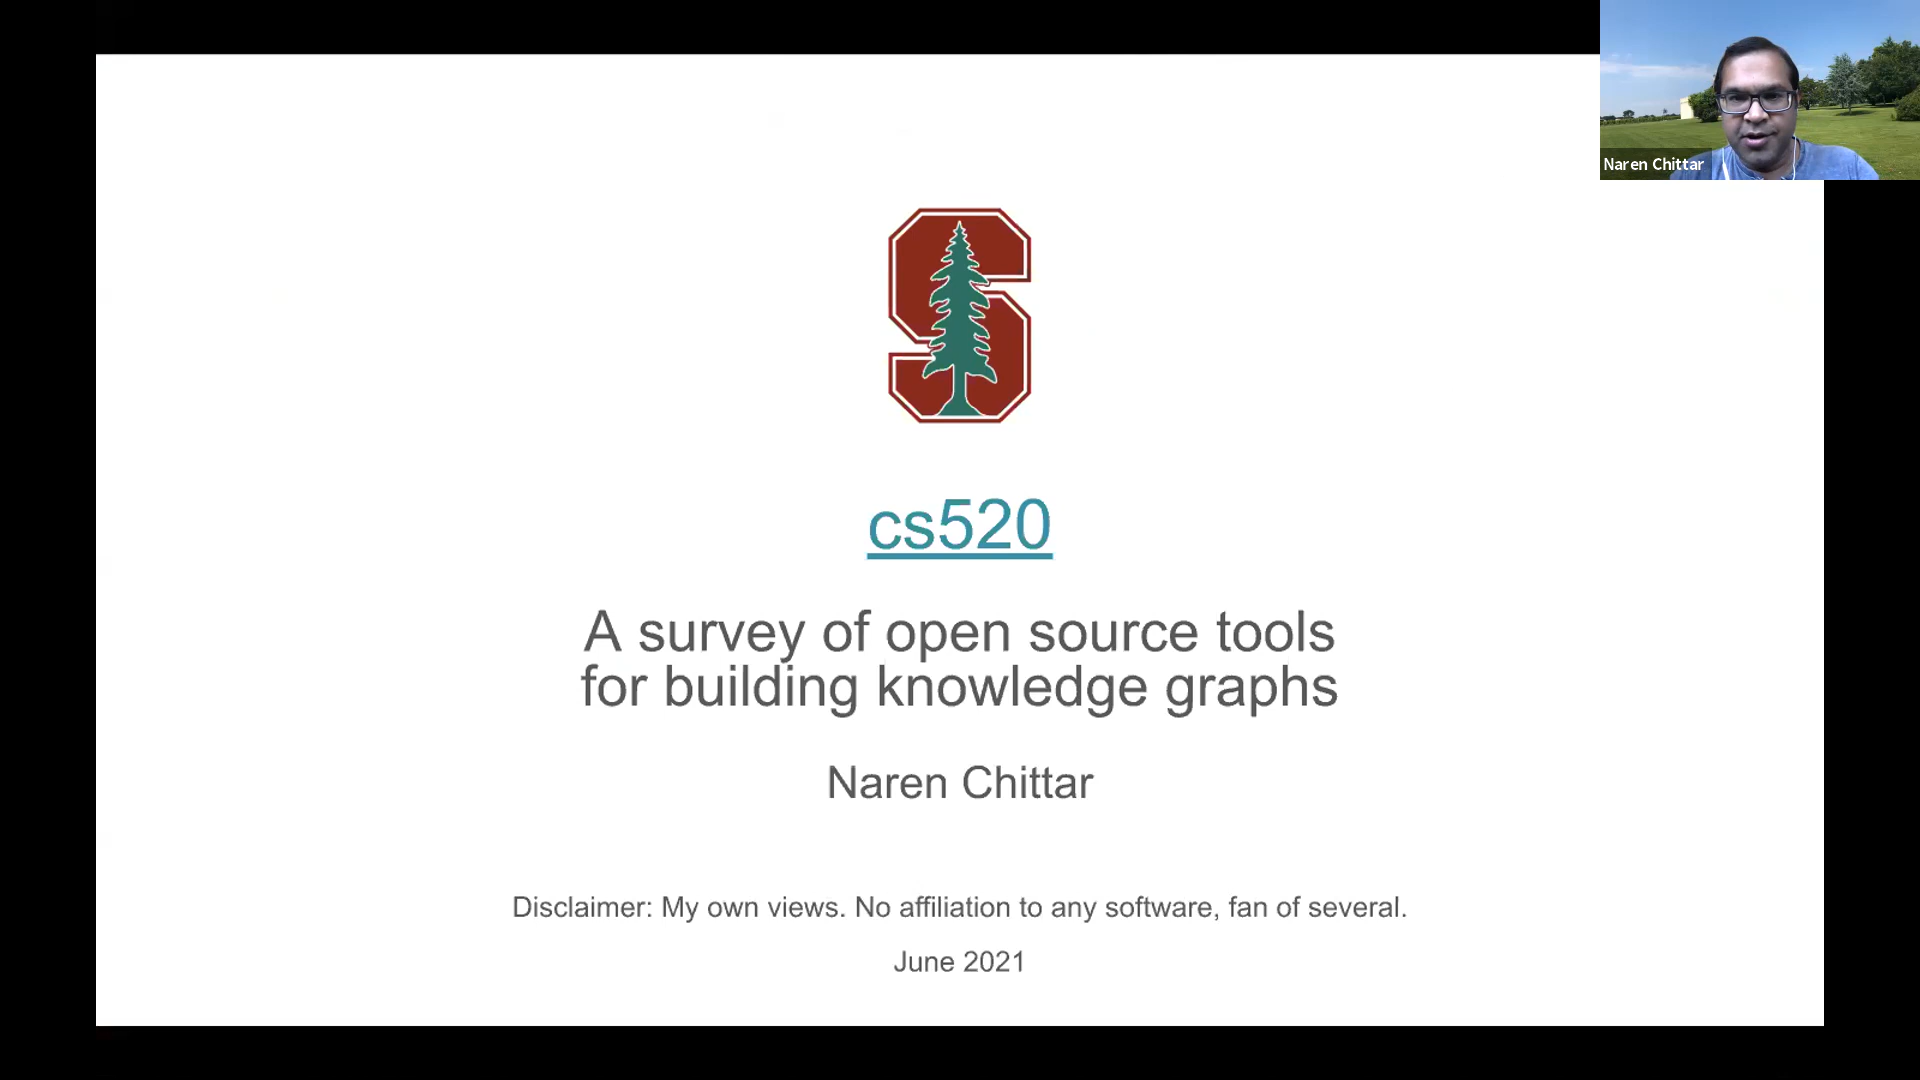 Naren Chittar
cs520
A survey of open source tools
for building knowledge graphs
Naren Chittar
Disclaimer: My own views. No affiliation to any software, fan of several.
June 2021